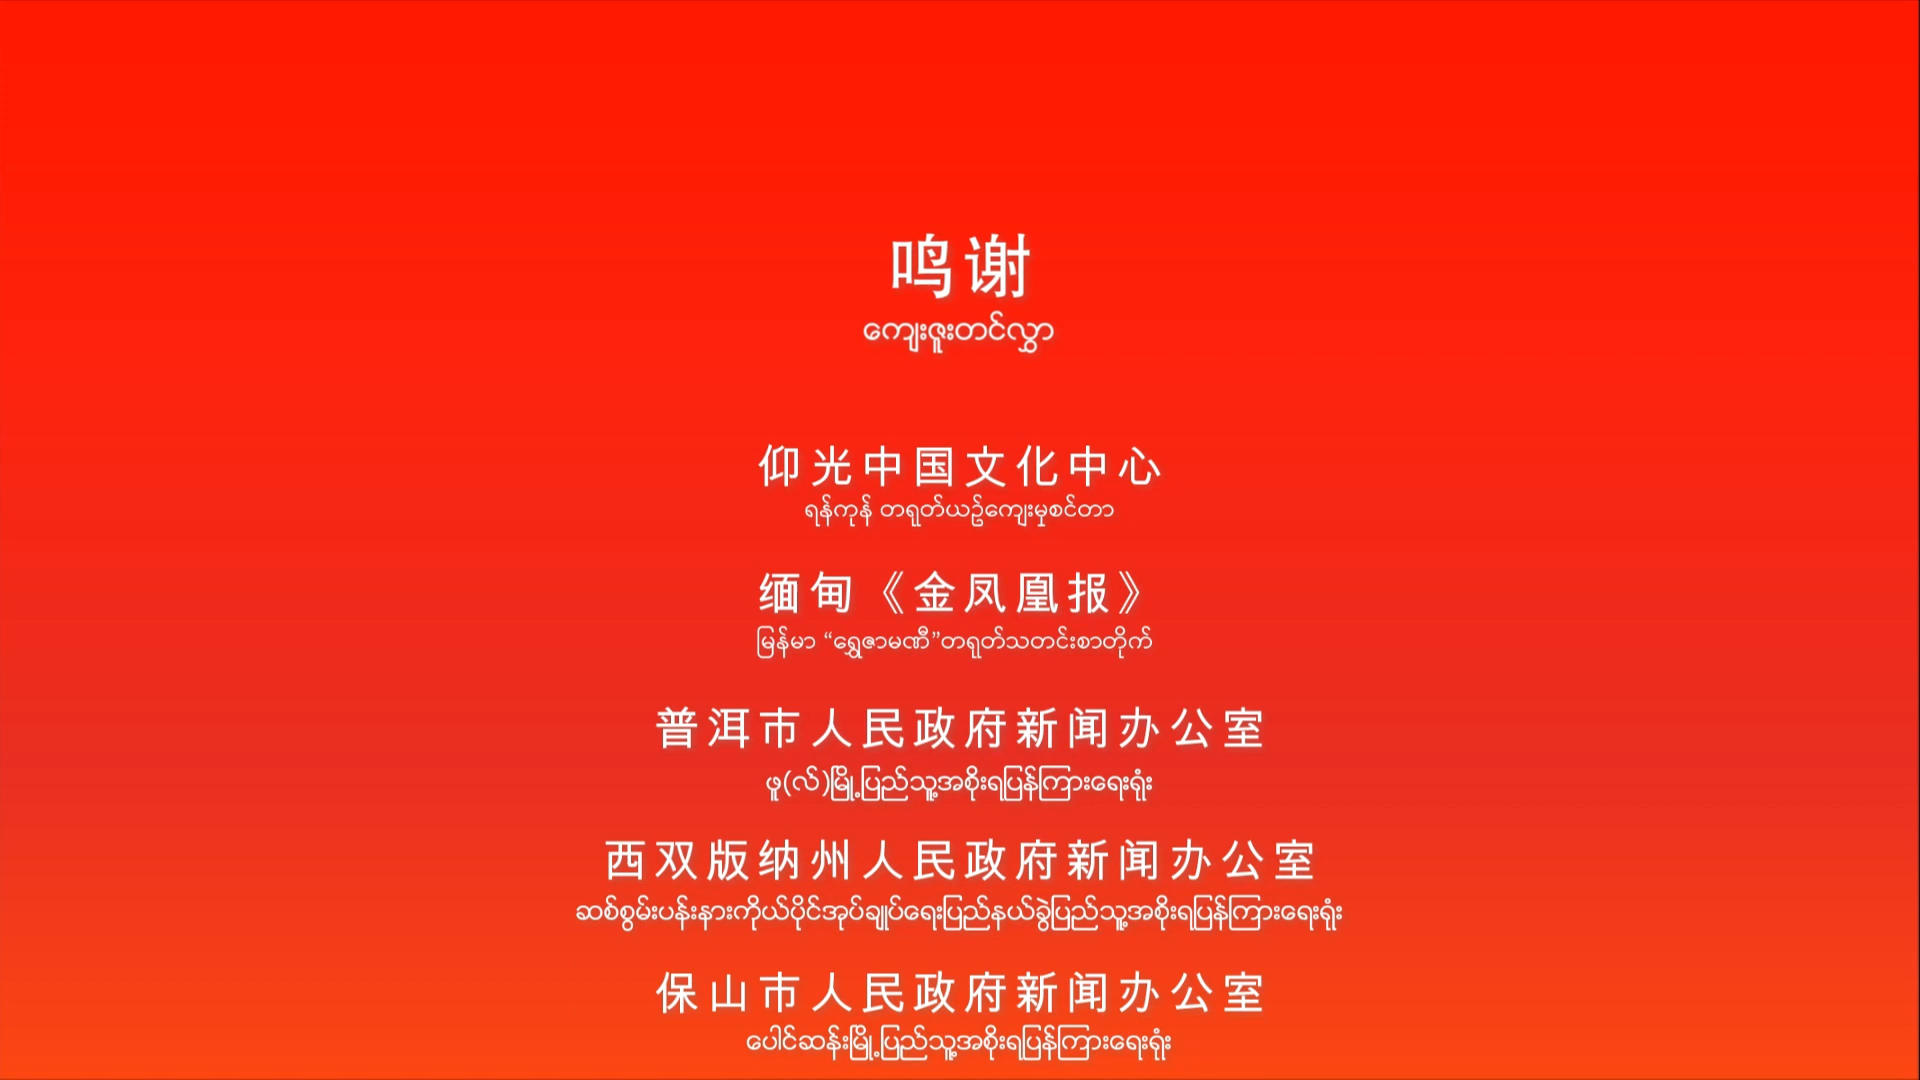 鸣谢
ကျေးဇူးတင်လွှာ
仰光中国文化中心
ရန်ကုန် တရုတ်ယဥ်ကျေးမှုစင်တာ
缅甸《金凤凰报》
မြန်မာ “ရွှေဇာမဏီ”တရုတ်သတင်းစာတိုက်
普洱市人民政府新闻办公室
ဖူ(လ်)မြို့ပြည်သူ့အစိုးရပြန်ကြားရေးရုံး
西双版纳州人民政府新闻办公室
ဆစ်စွမ်းပန်းနားကိုယ်ပိုင်အုပ်ချုပ်ရေးပြည်နယ်ခွဲပြည်သူ့အစိုးရပြန်ကြားရေးရုံး
保山市人民政府新闻办公室
ပေါင်ဆန်းမြို့ပြည်သူ့အစိုးရပြန်ကြားရေးရုံး